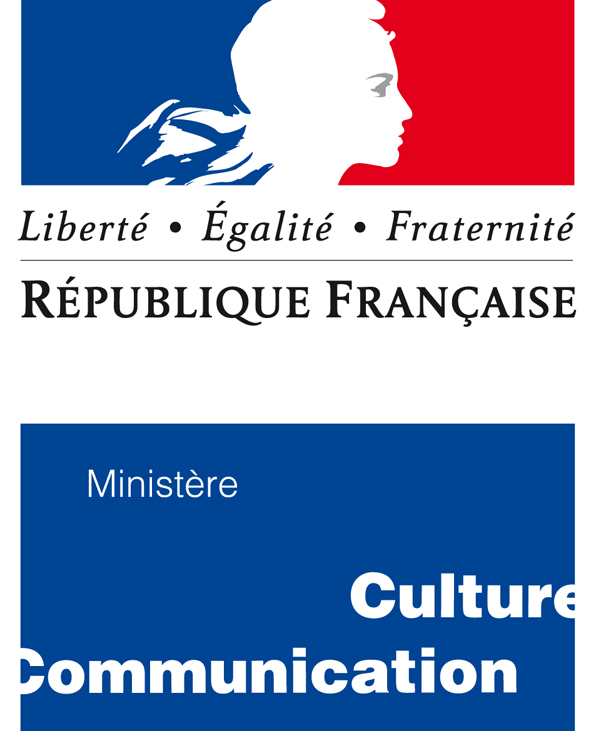 Liberté • Égalité • Fraternité
RÉPUBLIQUE FRANÇAISE
Ministère
Culture
Communication